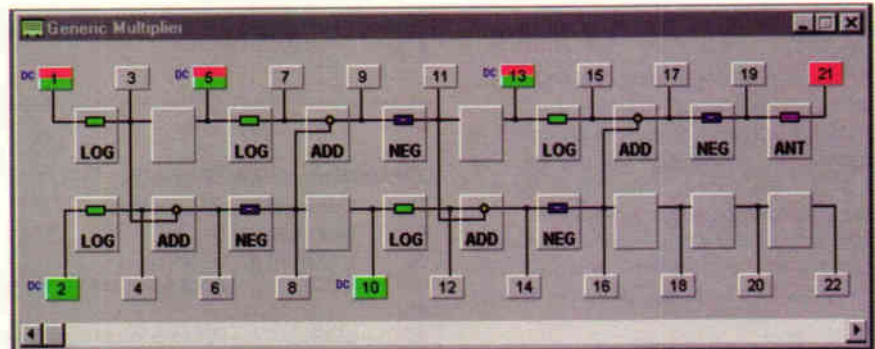 Generic Multiplier
DC 1 3 DC 5 7 9 11 DC 13 15 17 19 21
LOG LOG ADD NEG LOG ADD NEG ANT
LOG ADD NEG LOG ADD NEG
DC 2 4 6 8 DC 10 12 14 16 18 20 22